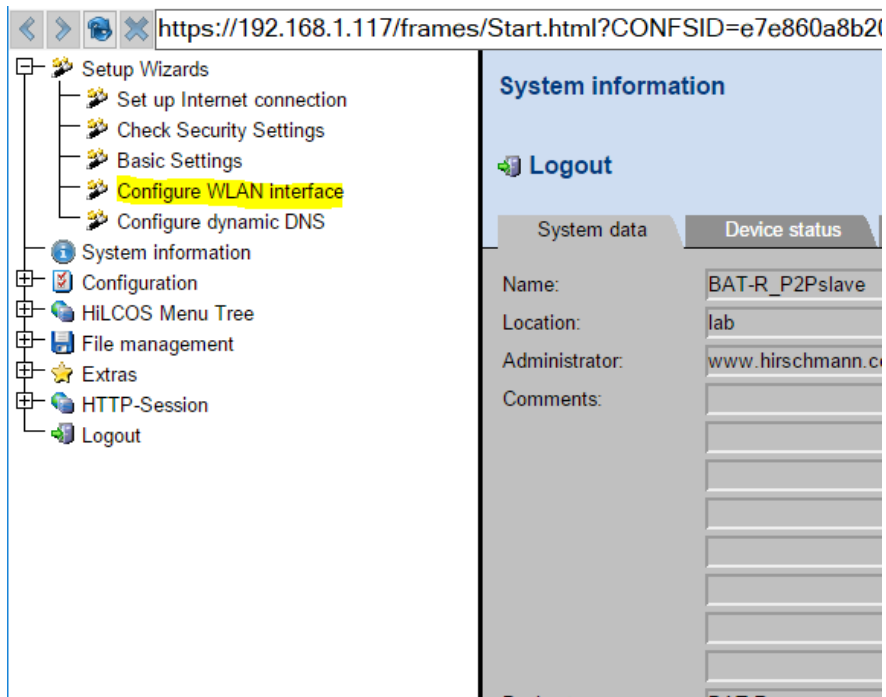 https://192.168.1.117/frames/Start.html?CONFSID=e7e860a8b20
Setup Wizards
Set up Internet connection
Check Security Settings
Basic Settings
Configure WLAN interface
Configure dynamic DNS
System information
Configuration
HiLCOS Menu Tree
File management
Extras
HTTP-Session
Logout
System information
Logout
System data Device status
Name: BAT-R_P2Pslave
Location: lab
Administrator: www.hirschmann.c
Comments: